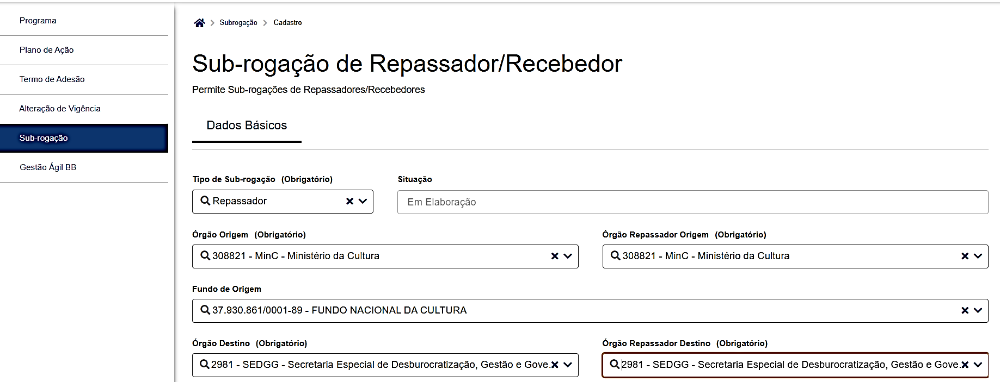 Programa
Plano de Ação
Termo de Adesão
Alteração de Vigência
Sub-rogação
Gestão Ágil BB
Subrogação Cadastro
Sub-rogação de Repassador/Recebedor
Permite Sub-rogações de Repassadores/Recebedores
Dados Básicos
Tipo de Sub-rogação (Obrigatório) Situação
Repassador Em Elaboração
Órgão Origem (Obrigatório) Órgão Repassador Origem (Obrigatório)
308821 - MinC - Ministério da Cultura 308821 - MinC - Ministério da Cultura
Fundo de Origem
37.930.861/0001-89 - FUNDO NACIONAL DA CULTURA
Órgão Destino (Obrigatório) Órgão Repassador Destino (Obrigatório)
2981 - SEDGG - Secretaria Especial de Desburocratização, Gestão e Gove. 2981 - SEDGG - Secretaria Especial de Desburocratização, Gestão e Gove.